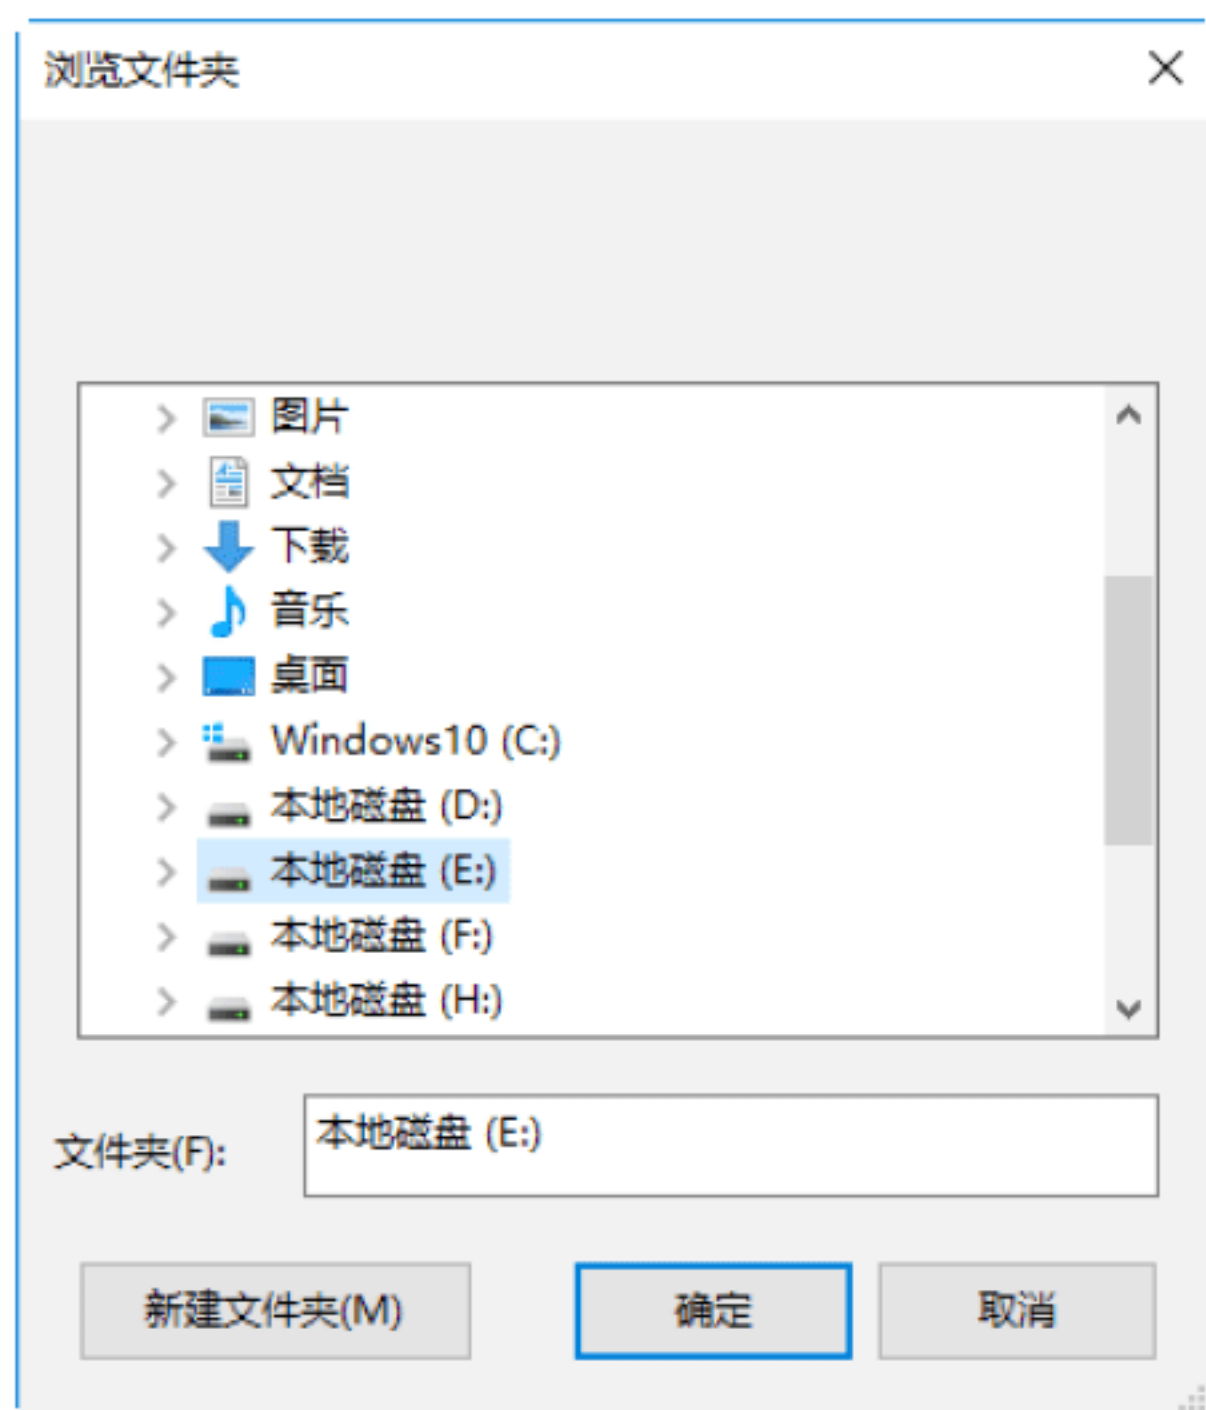 浏览文件夹
图片
文档
下载
音乐
桌面
Windows10 (C:)
本地磁盘 (D:)
本地磁盘 (E:)
本地磁盘 (F:)
本地磁盘 (H:)
文件夹(F): 本地磁盘 (E:)
新建文件夹(M) 确定 取消